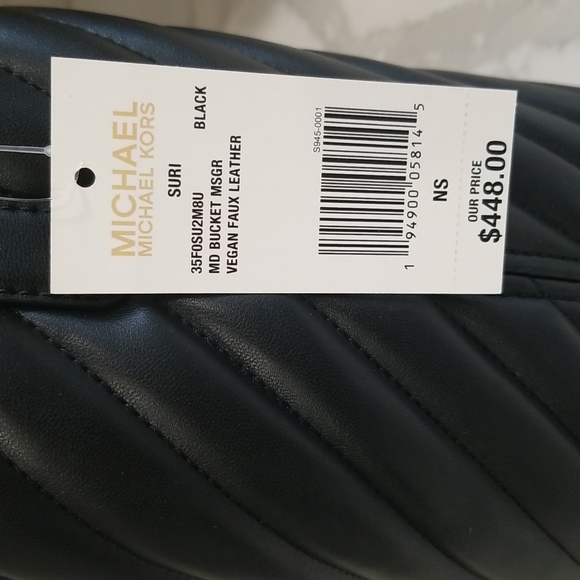 MICHAEL
MICHAEL KORS
SURI BLACK
35F0SU2M8U
MD BUCKET MSGR
VEGAN FAUX LEATHER
S945-0001
1 94900 05814 5
NS
OUR PRICE
$448.00